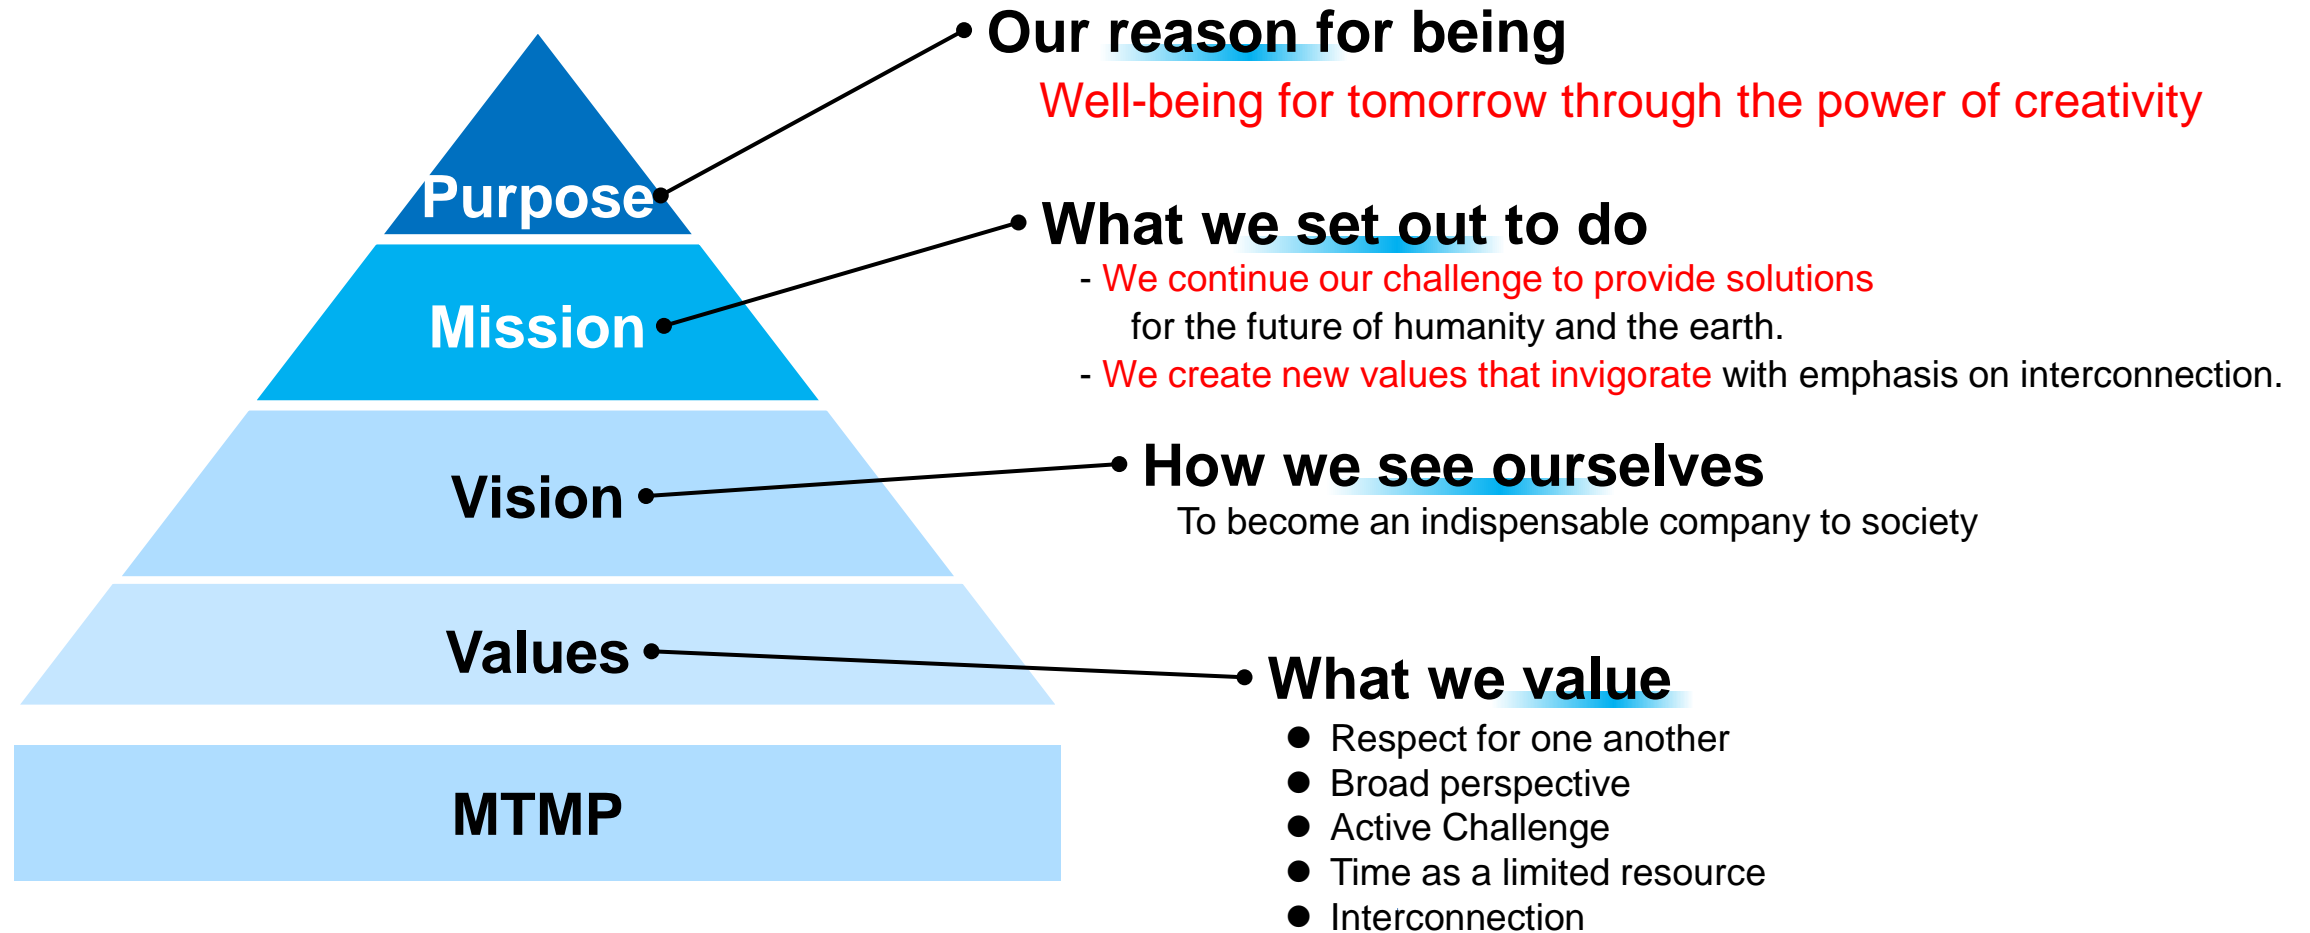 Our reason for being
Well-being for tomorrow through the power of creativity
Purpose
What we set out to do
- We continue our challenge to provide solutions
for the future of humanity and the earth.
- We create new values that invigorate with emphasis on interconnection.
Mission
How we see ourselves
To become an indispensable company to society
Vision
Values
What we value
● Respect for one another
● Broad perspective
● Active Challenge
● Time as a limited resource
● Interconnection
MTMP